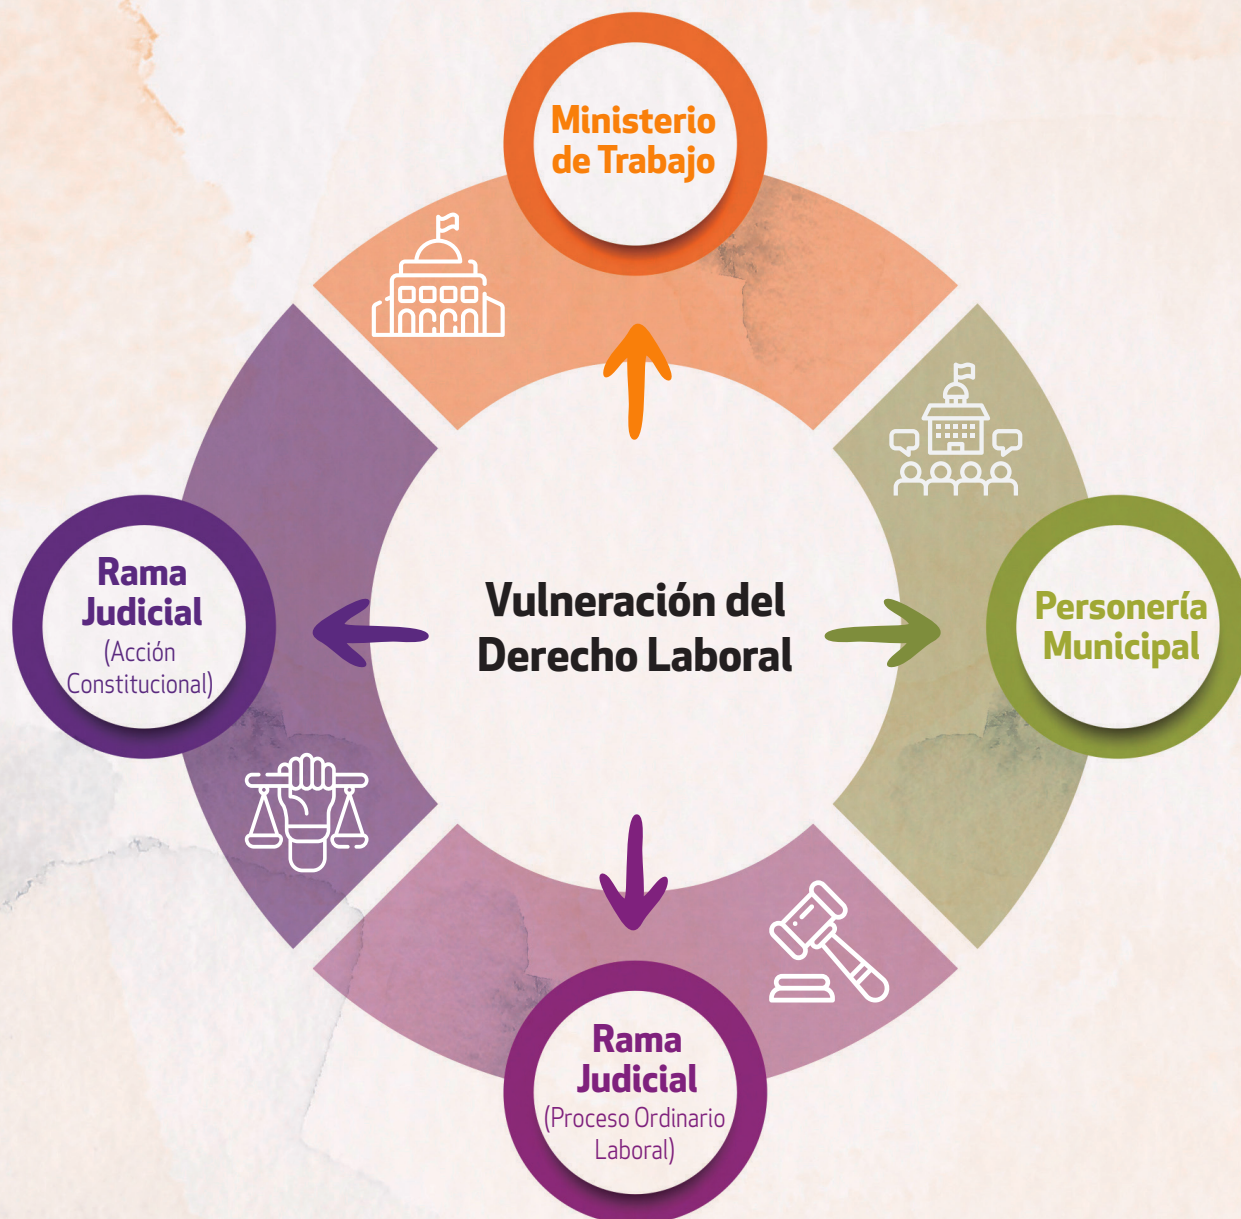 Ministerio
de Trabajo
Rama
Judicial
(Acción
Constitucional)
Vulneración del
Derecho Laboral
Personería
Municipal
Rama
Judicial
(Proceso Ordinario
Laboral)